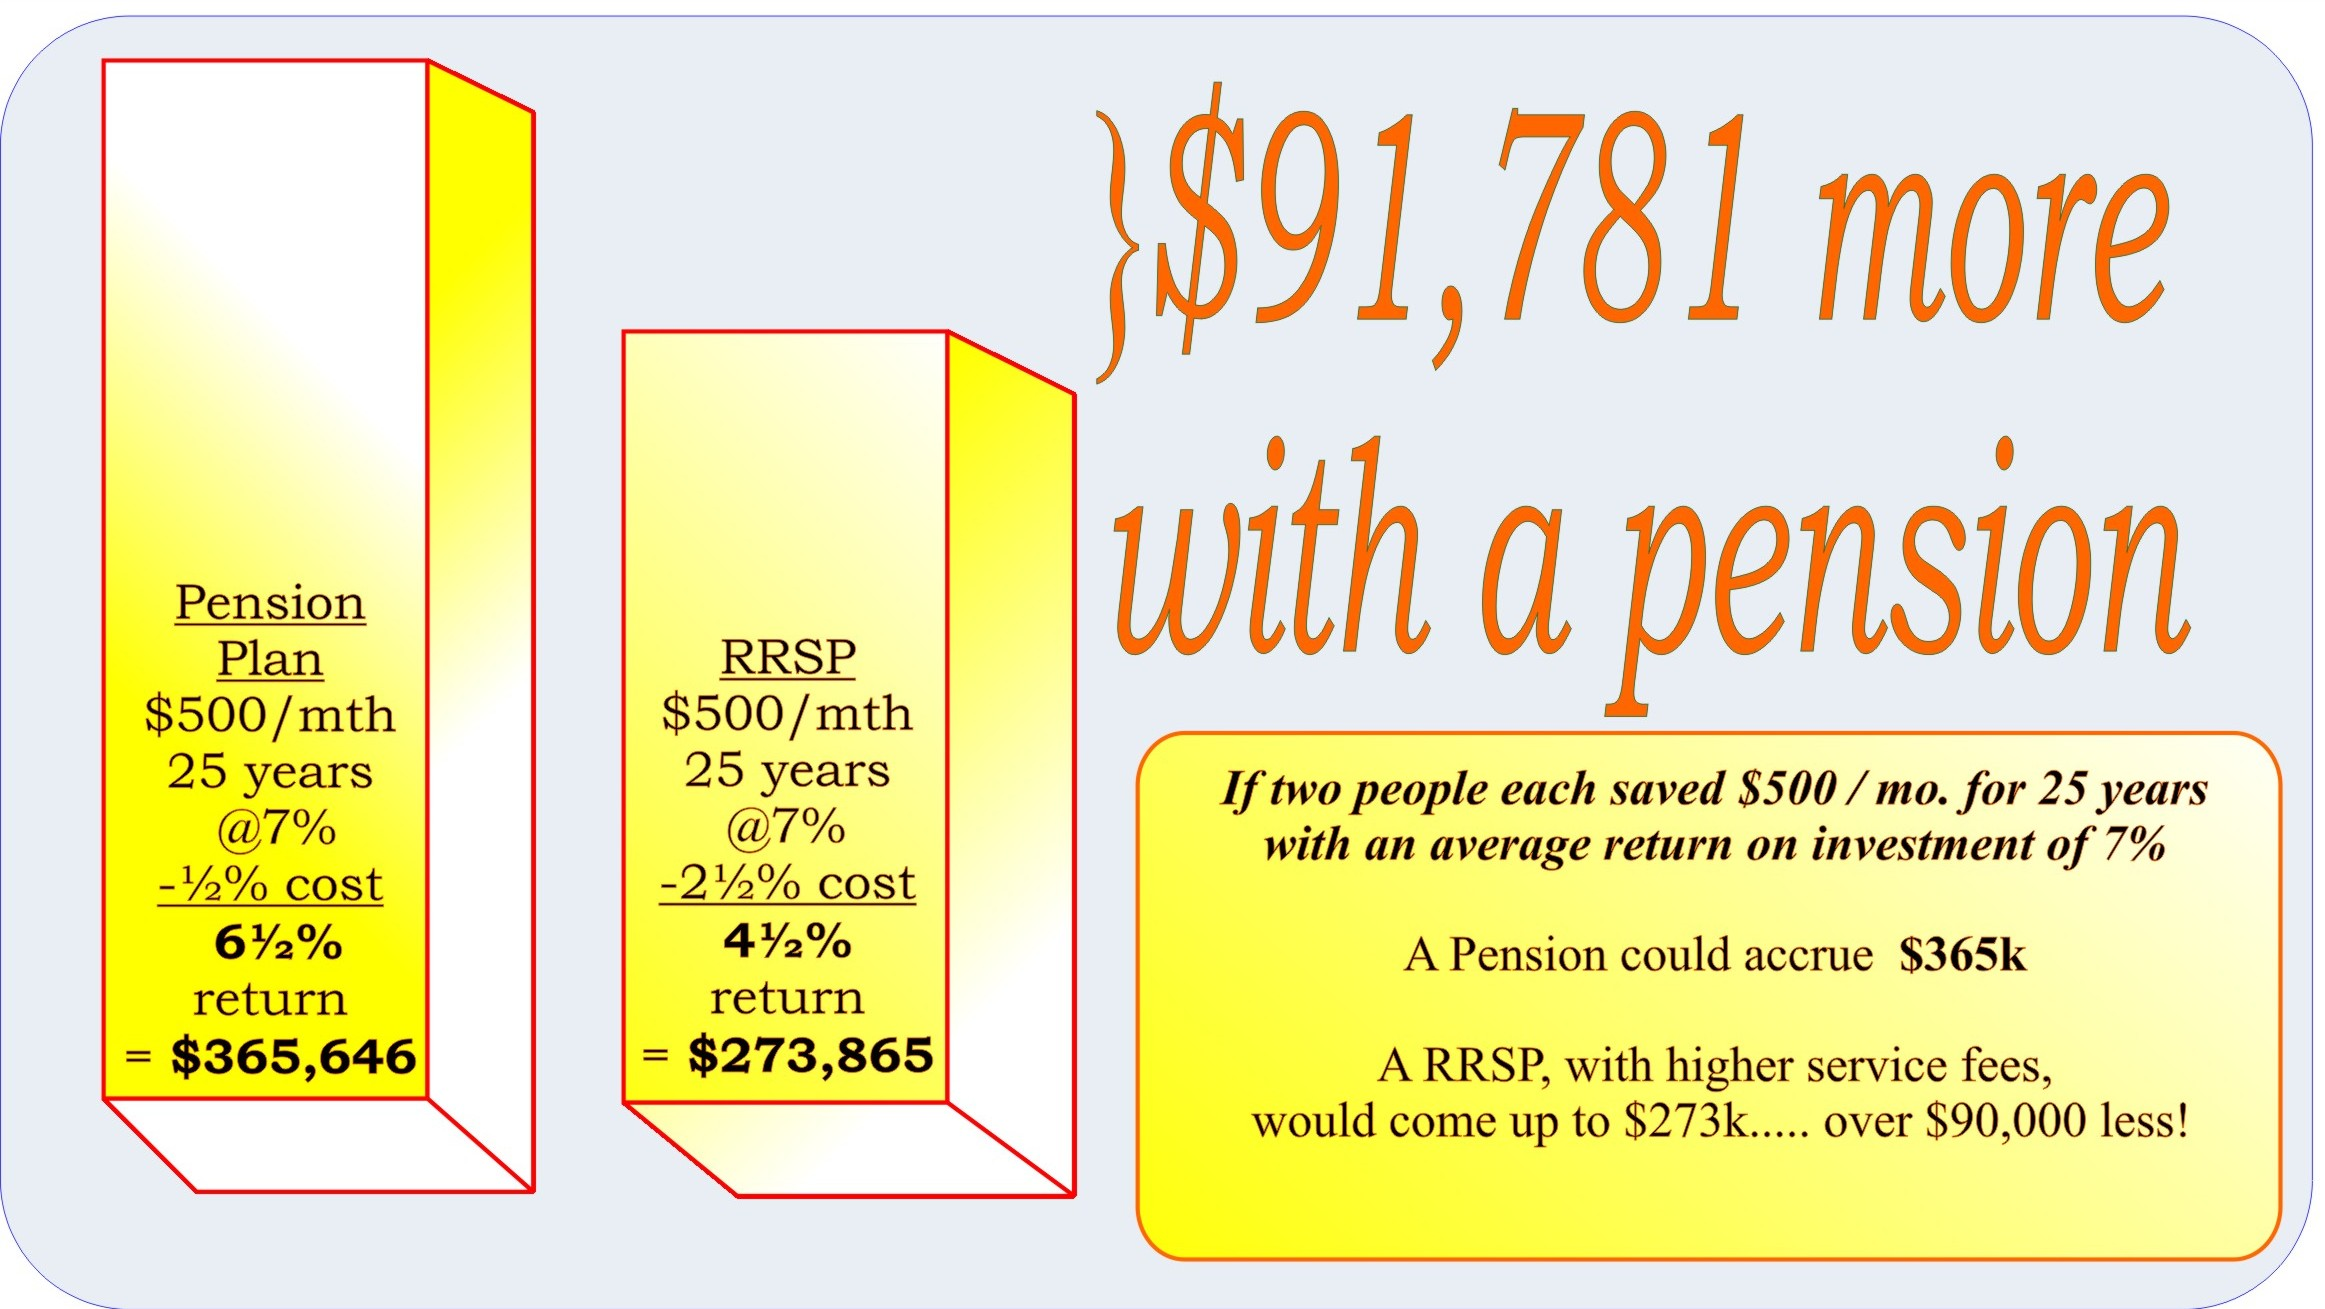 Pension
Plan
$500/mth
25 years
@7%
-½% cost
6½%
return
= $365,646
RRSP
$500/mth
25 years
@7%
-2½% cost
4½%
return
= $273,865
}$91,781 more
with a pension
If two people each saved $500 / mo. for 25 years
with an average return on investment of 7%
A Pension could accrue $365k
A RRSP, with higher service fees,
would come up to $273k..... over $90,000 less!